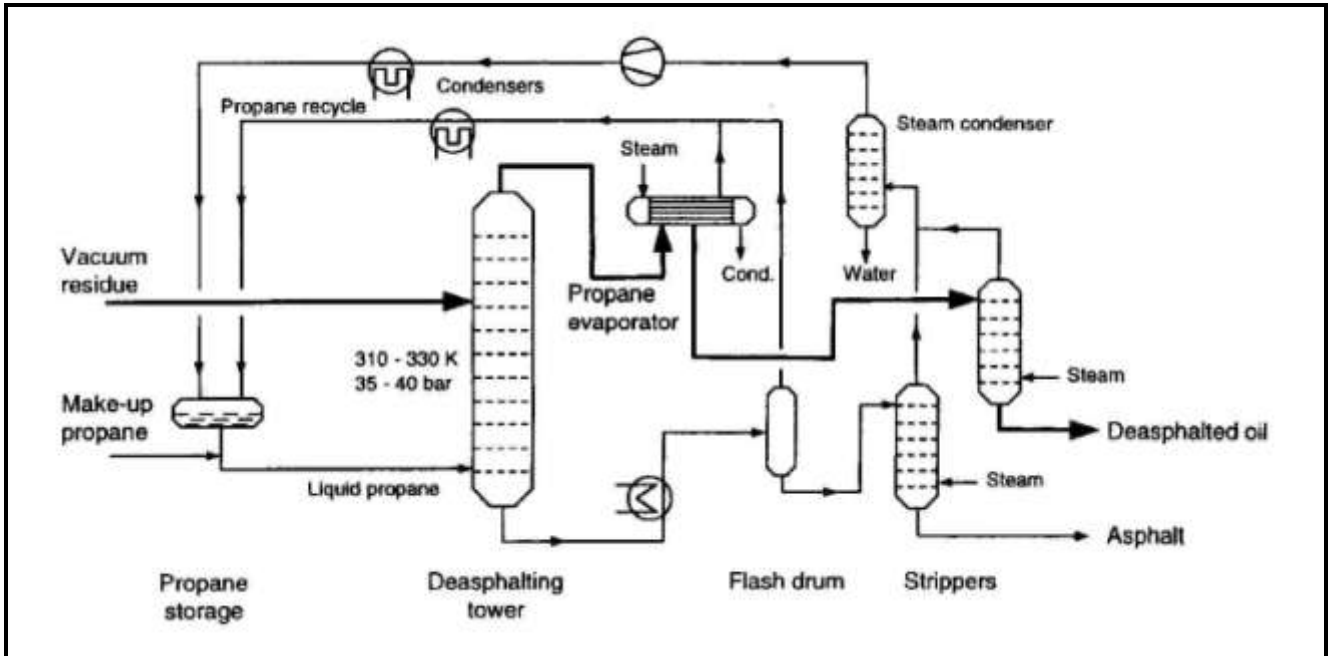 Condensers
Propane recycle
Steam condenser
Steam
Vacuum
residue
Cond.
Water
Propane
evaporator
310 - 330 K
35 - 40 bar
Steam
Make-up
propane
Deasphalted oil
Liquid propane
Steam
Asphalt
Propane
storage
Deasphalting
tower
Flash drum
Strippers